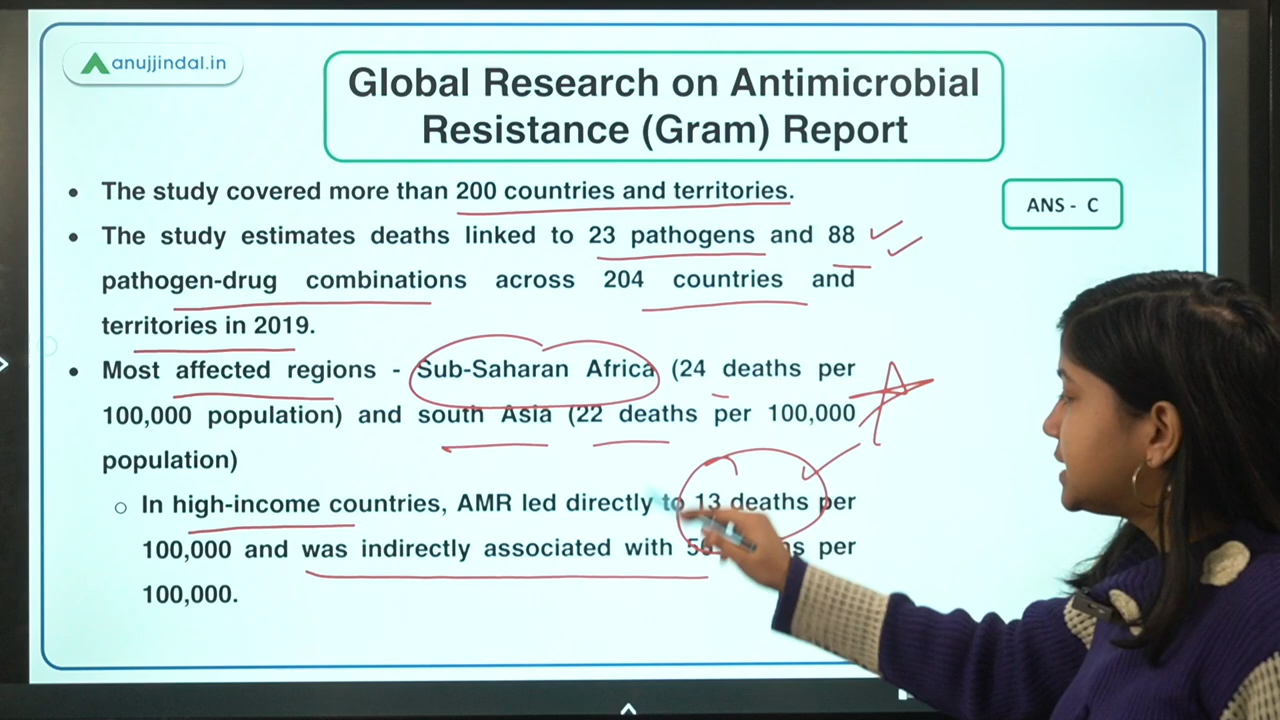 anujjindal.in
Global Research on Antimicrobial
Resistance (Gram) Report
ANS - C
• The study covered more than 200 countries and territories.
• The study estimates deaths linked to 23 pathogens and 88
pathogen-drug combinations across 204 countries and
territories in 2019.
• Most affected regions - Sub-Saharan Africa (24 deaths per
100,000 population) and south Asia (22 deaths per 100,000
population)
○ In high-income countries, AMR led directly to 13 deaths per
100,000 and was indirectly associated with per
100,000.